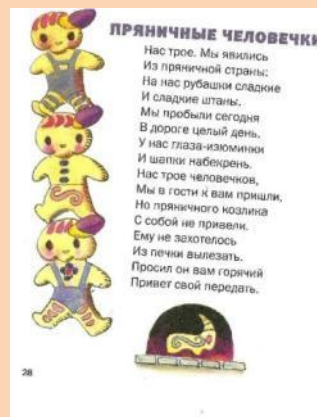 ПРЯНИЧНЫЕ ЧЕЛОВЕЧКИ
Нас трое. Мы явились
Из пряничной страны:
На нас рубашки сладкие
И сладкие штаны.
Мы пробыли сегодня
В дороге целый день.
У нас глаза-изюминки
И шапки набекрень.
Нас трое человечков,
Мы в гости к вам пришли,
Но пряничного козлика
С собой не привели.
Ему не захотелось
Из печки вылезать.
Просил он вам горячий
Привет свой передать.
28